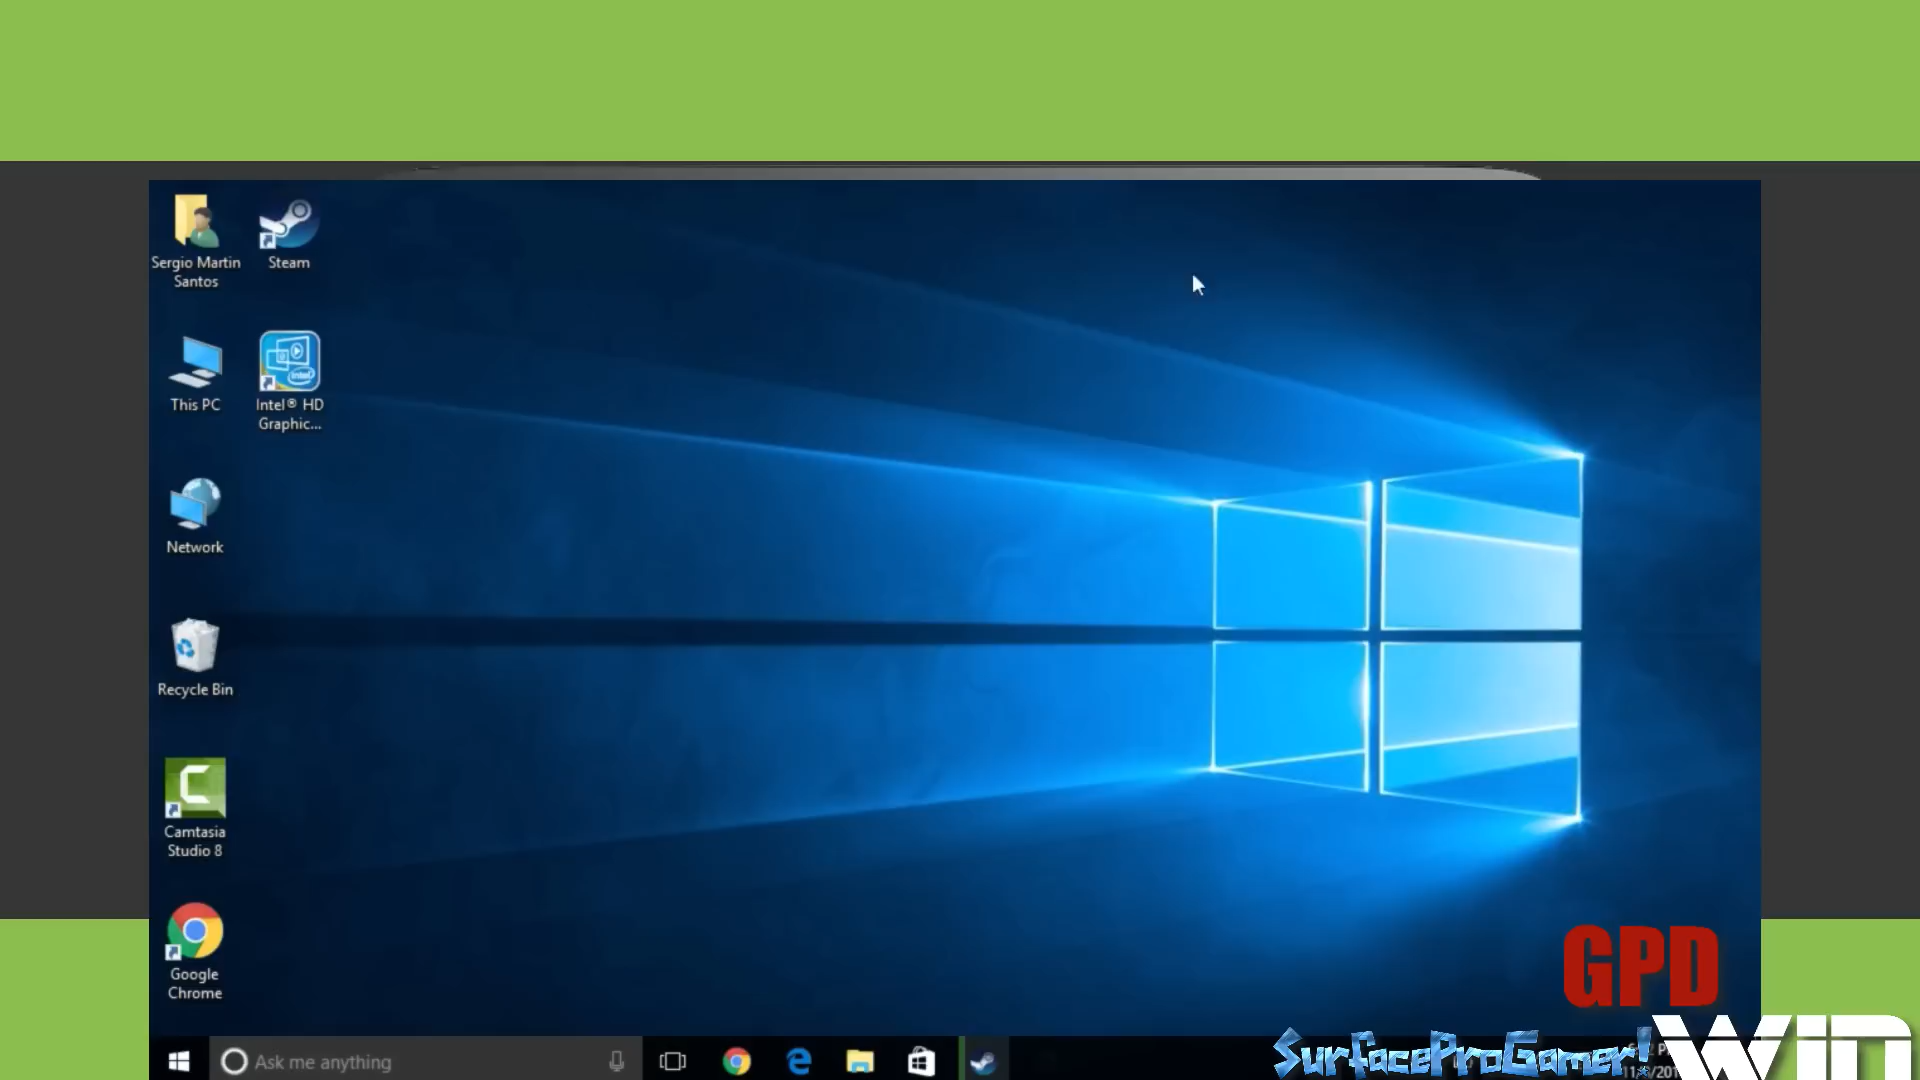 Sergio Martin
Santos
Steam
This PC
Intel® HD
Graphic...
Network
Recycle Bin
Camtasia
Studio 8
Google
Chrome
GPD
WIN
SurfaceProGamer!
Ask me anything